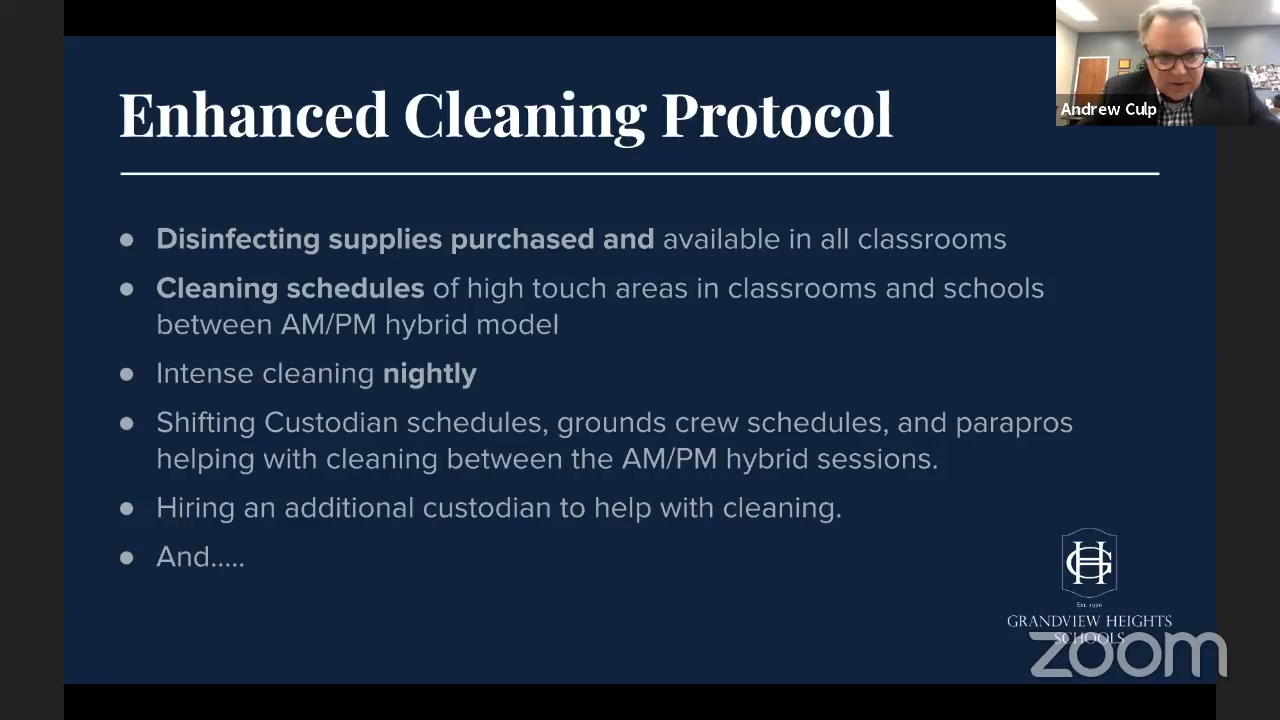 Enhanced Cleaning Protocol
Andrew Culp
● Disinfecting supplies purchased and available in all classrooms
● Cleaning schedules of high touch areas in classrooms and schools
between AM/PM hybrid model
● Intense cleaning nightly
● Shifting Custodian schedules, grounds crew schedules, and parapros
helping with cleaning between the AM/PM hybrid sessions.
● Hiring an additional custodian to help with cleaning.
● And.....
GH
Est. 1906
GRANDVIEW HEIGHTS
SCHOOLS
zoom